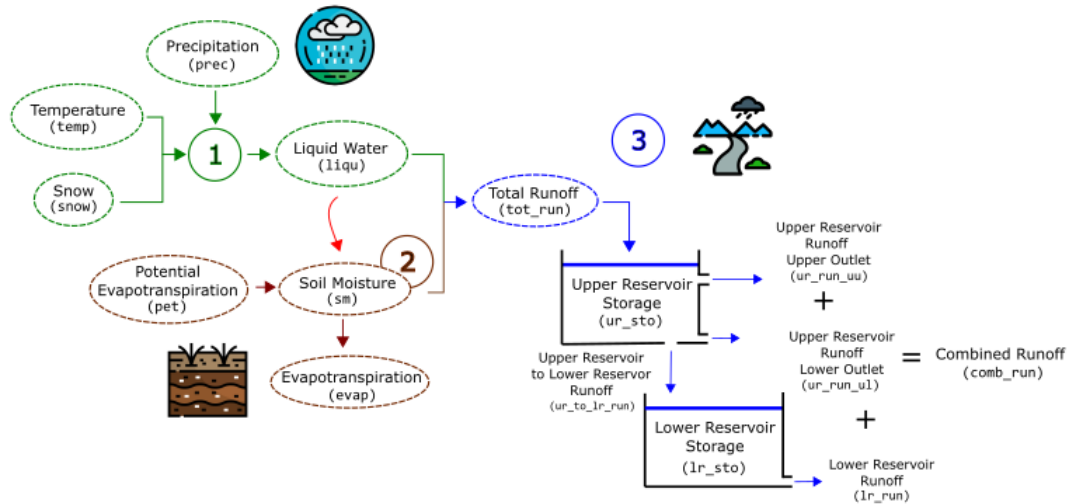 Precipitation
(prec)
Temperature
(temp)
1
Liquid Water
(liqu)
Snow
(snow)
3
Total Runoff
(tot_run)
2
Potential
Evapotranspiration
(pet)
Soil Moisture
(sm)
Evapotranspiration
(evap)
Upper Reservoir
Storage
(ur_sto)
Upper Reservoir
Runoff
Upper Outlet
(ur_run_uu)
+
Upper Reservoir
Runoff
Lower Outlet
(ur_run_ul)
=
Combined Runoff
(comb_run)
Upper Reservoir
to Lower Reservor
Runoff
(ur_to_lr_run)
+
Lower Reservoir
Storage
(lr_sto)
Lower Reservoir
Runoff
(lr_run)